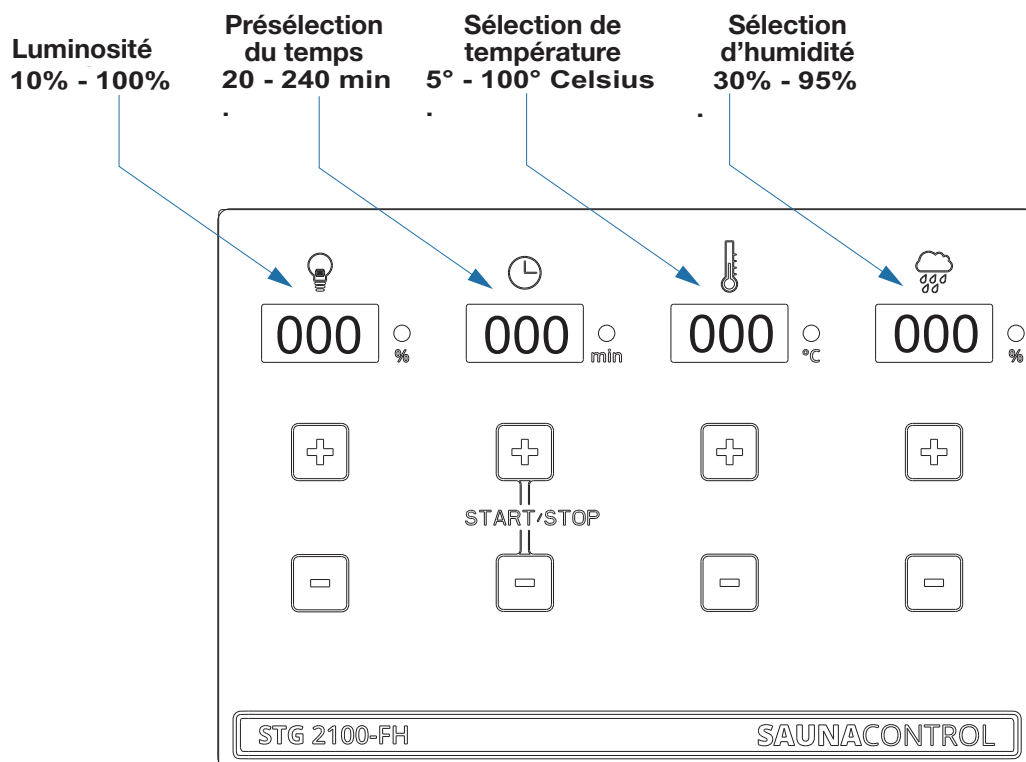 Luminosité
10% - 100%
Présélection
du temps
20 - 240 min
.
Sélection de
température
5° - 100° Celsius
.
Sélection
d'humidité
30% - 95%
.
000
%
000
min
000
°C
000
%
START/STOP
STG 2100-FH
SAUNACONTROL